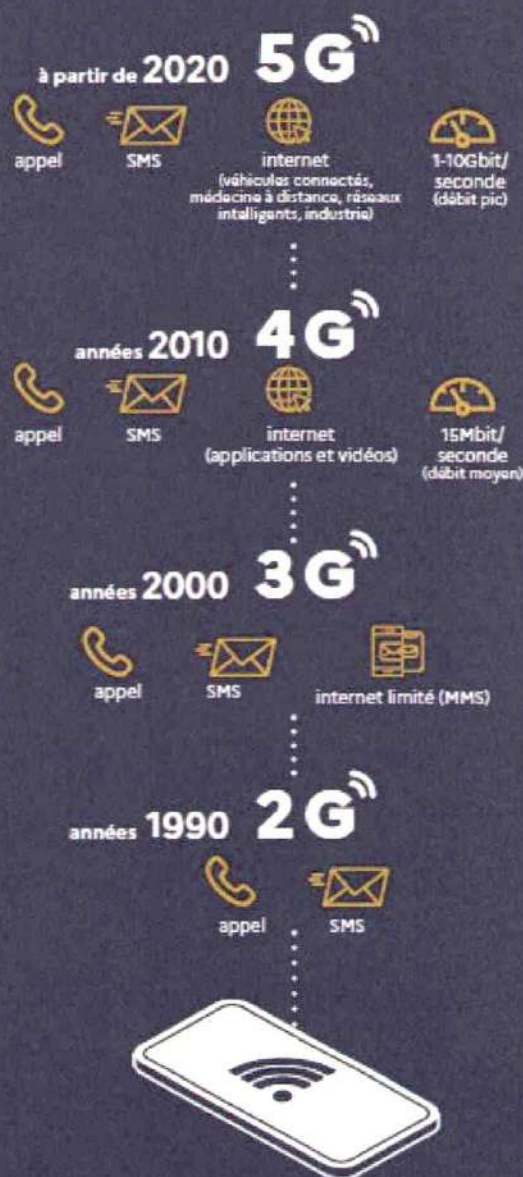 à partir de 2020 5G
appel
SMS
internet
(véhicules connectés,
médecine à distance, réseaux
intelligents, industrie)
1-10Gbit/
seconde
(débit pic)
années 2010 4G
appel
SMS
internet
(applications et vidéos)
15Mbit/
seconde
(débit moyen)
années 2000 3G
appel
SMS
internet limité (MMS)
années 1990 2G
appel
SMS